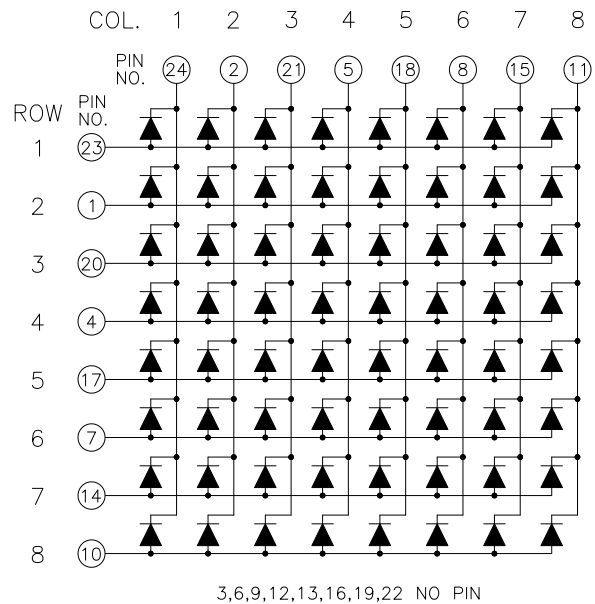 COL. 1 2 3 4 5 6 7 8
PIN NO. 24 2 21 5 18 8 15 11
ROW PIN NO.
1 23
2 1
3 20
4 4
5 17
6 7
7 14
8 10
3,6,9,12,13,16,19,22 NO PIN